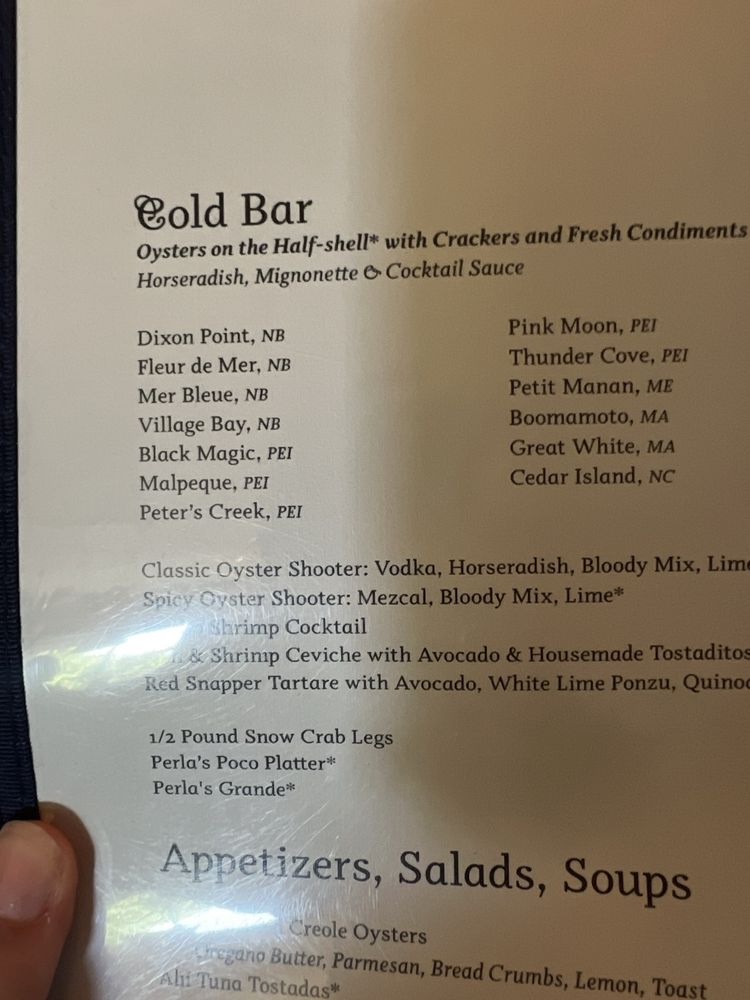 Cold Bar
Oysters on the Half-shell* with Crackers and Fresh Condiments
Horseradish, Mignonette & Cocktail Sauce
Dixon Point, NB
Fleur de Mer, NB
Mer Bleue, NB
Village Bay, NB
Black Magic, PEI
Malpeque, PEI
Peter's Creek, PEI
Pink Moon, PEI
Thunder Cove, PEI
Petit Manan, ME
Boomamoto, MA
Great White, MA
Cedar Island, NC
Classic Oyster Shooter: Vodka, Horseradish, Bloody Mix, Lime
Spicy Oyster Shooter: Mezcal, Bloody Mix, Lime*
Shrimp Cocktail
& Shrimp Ceviche with Avocado & Housemade Tostaditos
Red Snapper Tartare with Avocado, White Lime Ponzu,
1/2 Pound Snow Crab Legs
Perla's Poco Platter*
Perla's Grande*
Appetizers, Salads, Soups
Creole Oysters
Oregano Butter, Parmesan, Bread Crumbs, Lemon, Toast
Ahi Tuna Tostadas*